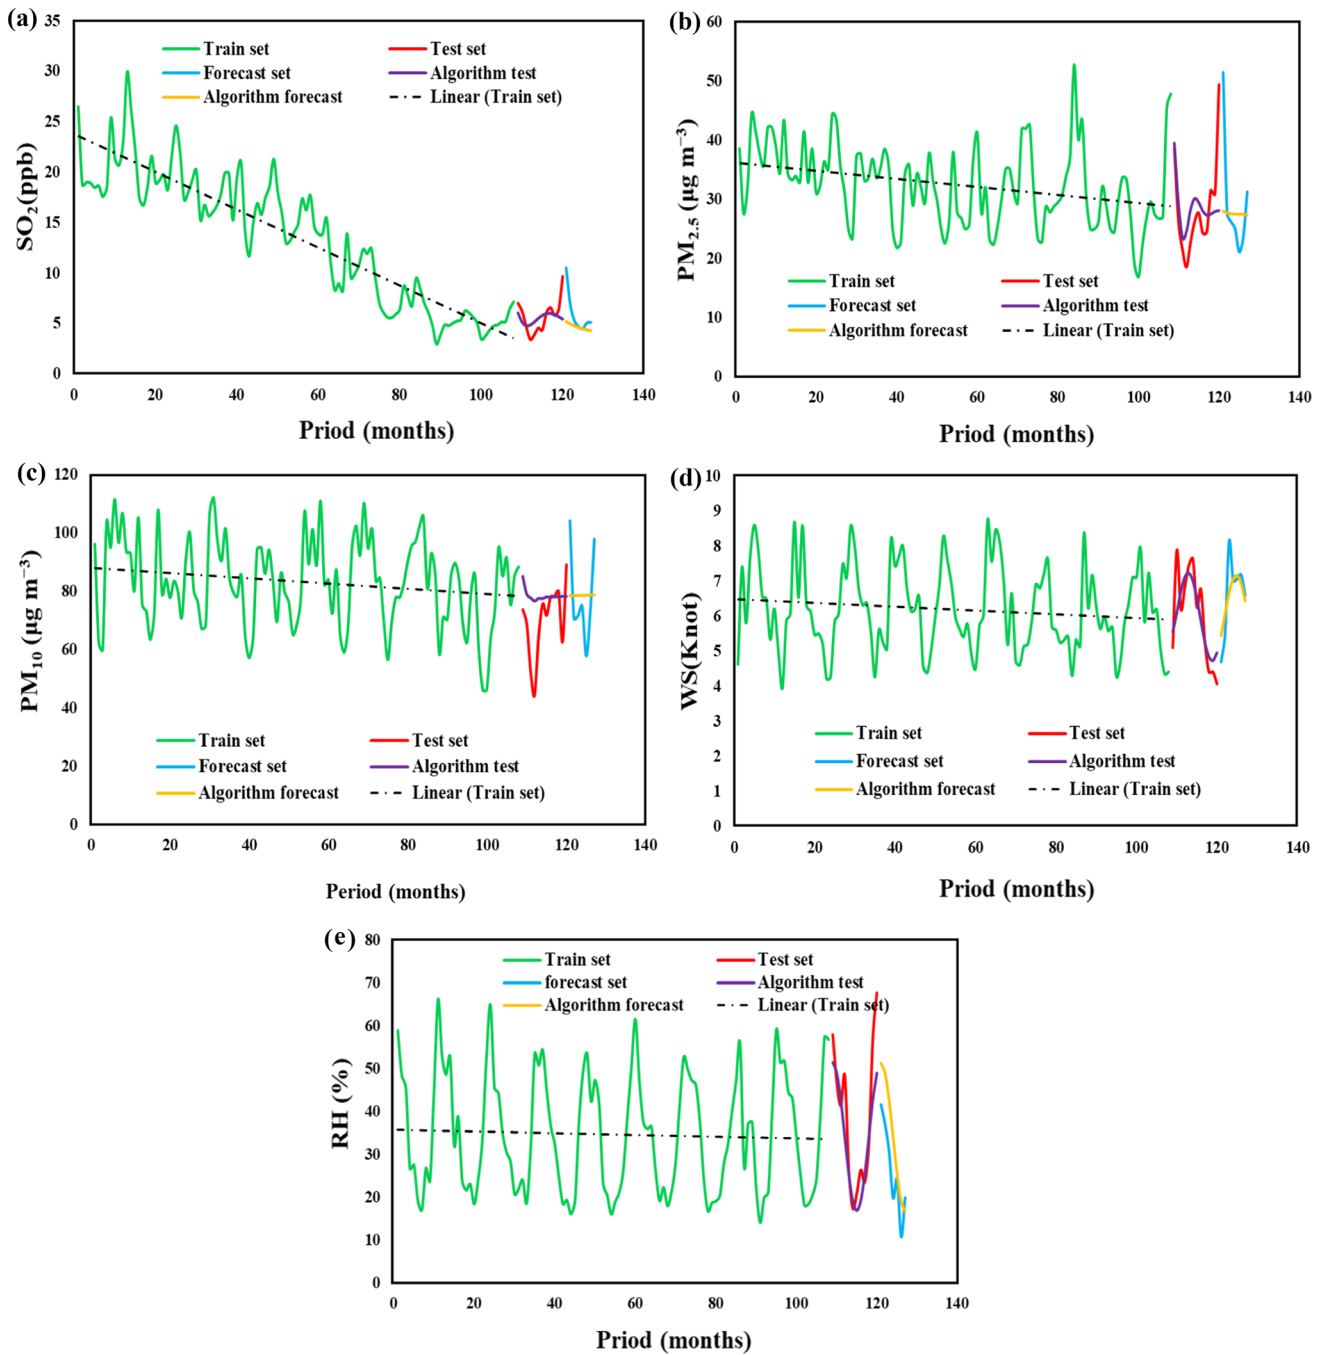 (a)
SO2(ppb)
35
30
25
20
15
10
5
0
Train set
Test set
Forecast set
Algorithm test
Algorithm forecast
Linear (Train set)
0 20 40 60 80 100 120 140
Priod (months)
(b)
PM2.5 (µg m−3)
60
50
40
30
20
10
0
Train set
Test set
Forecast set
Algorithm test
Algorithm forecast
Linear (Train set)
0 20 40 60 80 100 120 140
Priod (months)
(c)
PM10 (µg m−3)
120
100
80
60
40
20
0
Train set
Test set
Forecast set
Algorithm test
Algorithm forecast
Linear (Train set)
0 20 40 60 80 100 120 140
Period (months)
(d)
WS(Knot)
10
9
8
7
6
5
4
3
2
1
0
Train set
Test set
Forecast set
Algorithm test
Algorithm forecast
Linear (Train set)
0 20 40 60 80 100 120 140
Priod (months)
(e)
RH (%)
80
70
60
50
40
30
20
10
0
Train set
Test set
forecast set
Algorithm test
Algorithm forecast
Linear (Train set)
0 20 40 60 80 100 120 140
Priod (months)